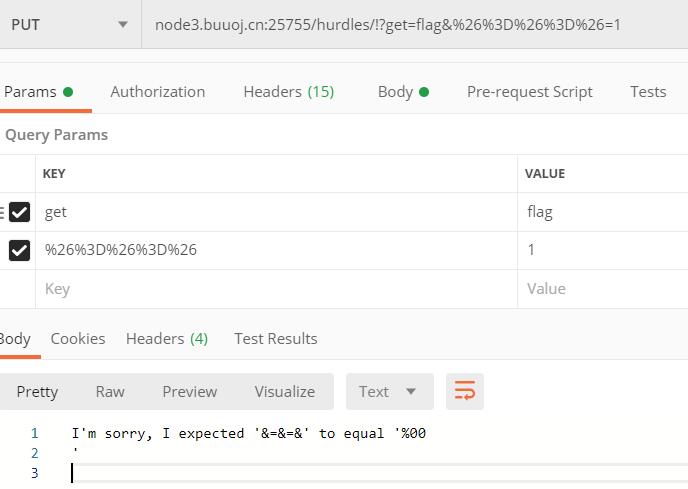 PUT node3.buuoj.cn:25755/hurdles/!?get=flag&%26%3D%26%3D%26=1
Params Authorization Headers (15) Body Pre-request Script Tests
Query Params
KEY VALUE
get flag
%26%3D%26%3D%26 1
Key Value
Body Cookies Headers (4) Test Results
Pretty Raw Preview Visualize Text
1 I'm sorry, I expected '&=&=&' to equal '%00
2 '
3